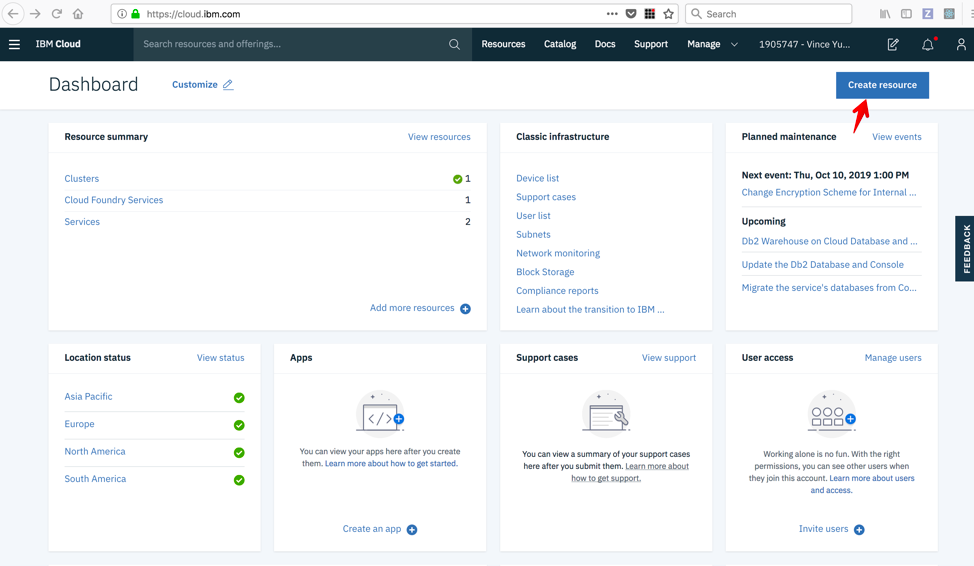 https://cloud.ibm.com
Search
IBM Cloud
Search resources and offerings...
Resources
Catalog
Docs
Support
Manage
1905747 - Vince Yu...
Dashboard
Customize
Create resource
Resource summary
View resources
Clusters
1
Cloud Foundry Services
1
Services
2
Add more resources
Classic infrastructure
Device list
Support cases
User list
Subnets
Network monitoring
Block Storage
Compliance reports
Learn about the transition to IBM ...
Planned maintenance
View events
Next event: Thu, Oct 10, 2019 1:00 PM
Change Encryption Scheme for Internal ...
Upcoming
Db2 Warehouse on Cloud Database and ...
Update the Db2 Database and Console
Migrate the service's databases from Co...
FEEDBACK
Location status
View status
Asia Pacific
Europe
North America
South America
Apps
</>
You can view your apps here after you create
them. Learn more about how to get started.
Create an app
Support cases
View support
You can view a summary of your support cases
here after you submit them. Learn more about
how to get support.
User access
Manage users
Working alone is no fun. With the right
permissions, you can see other users when
they join this account. Learn more about users
and access.
Invite users